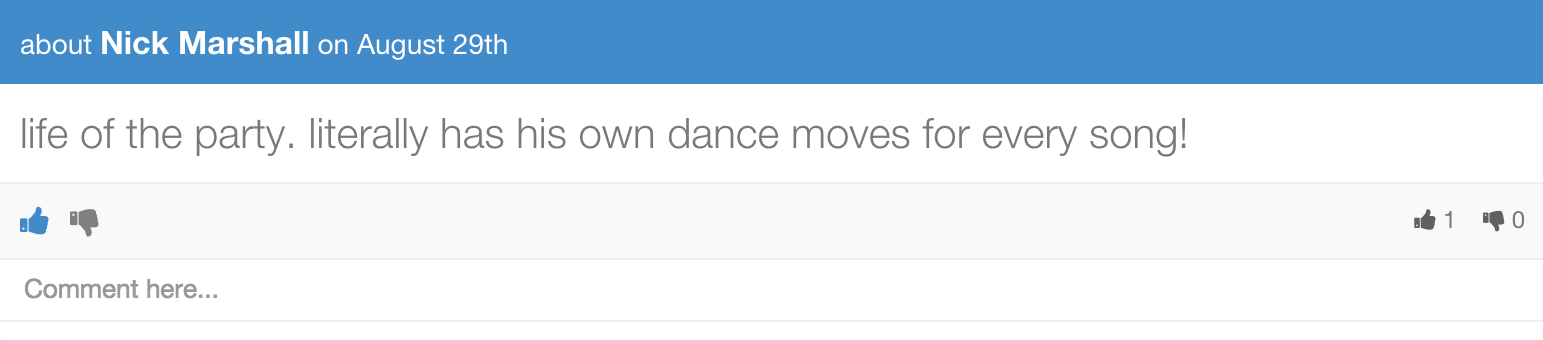 about Nick Marshall on August 29th
life of the party. literally has his own dance moves for every song!
1 0
Comment here...